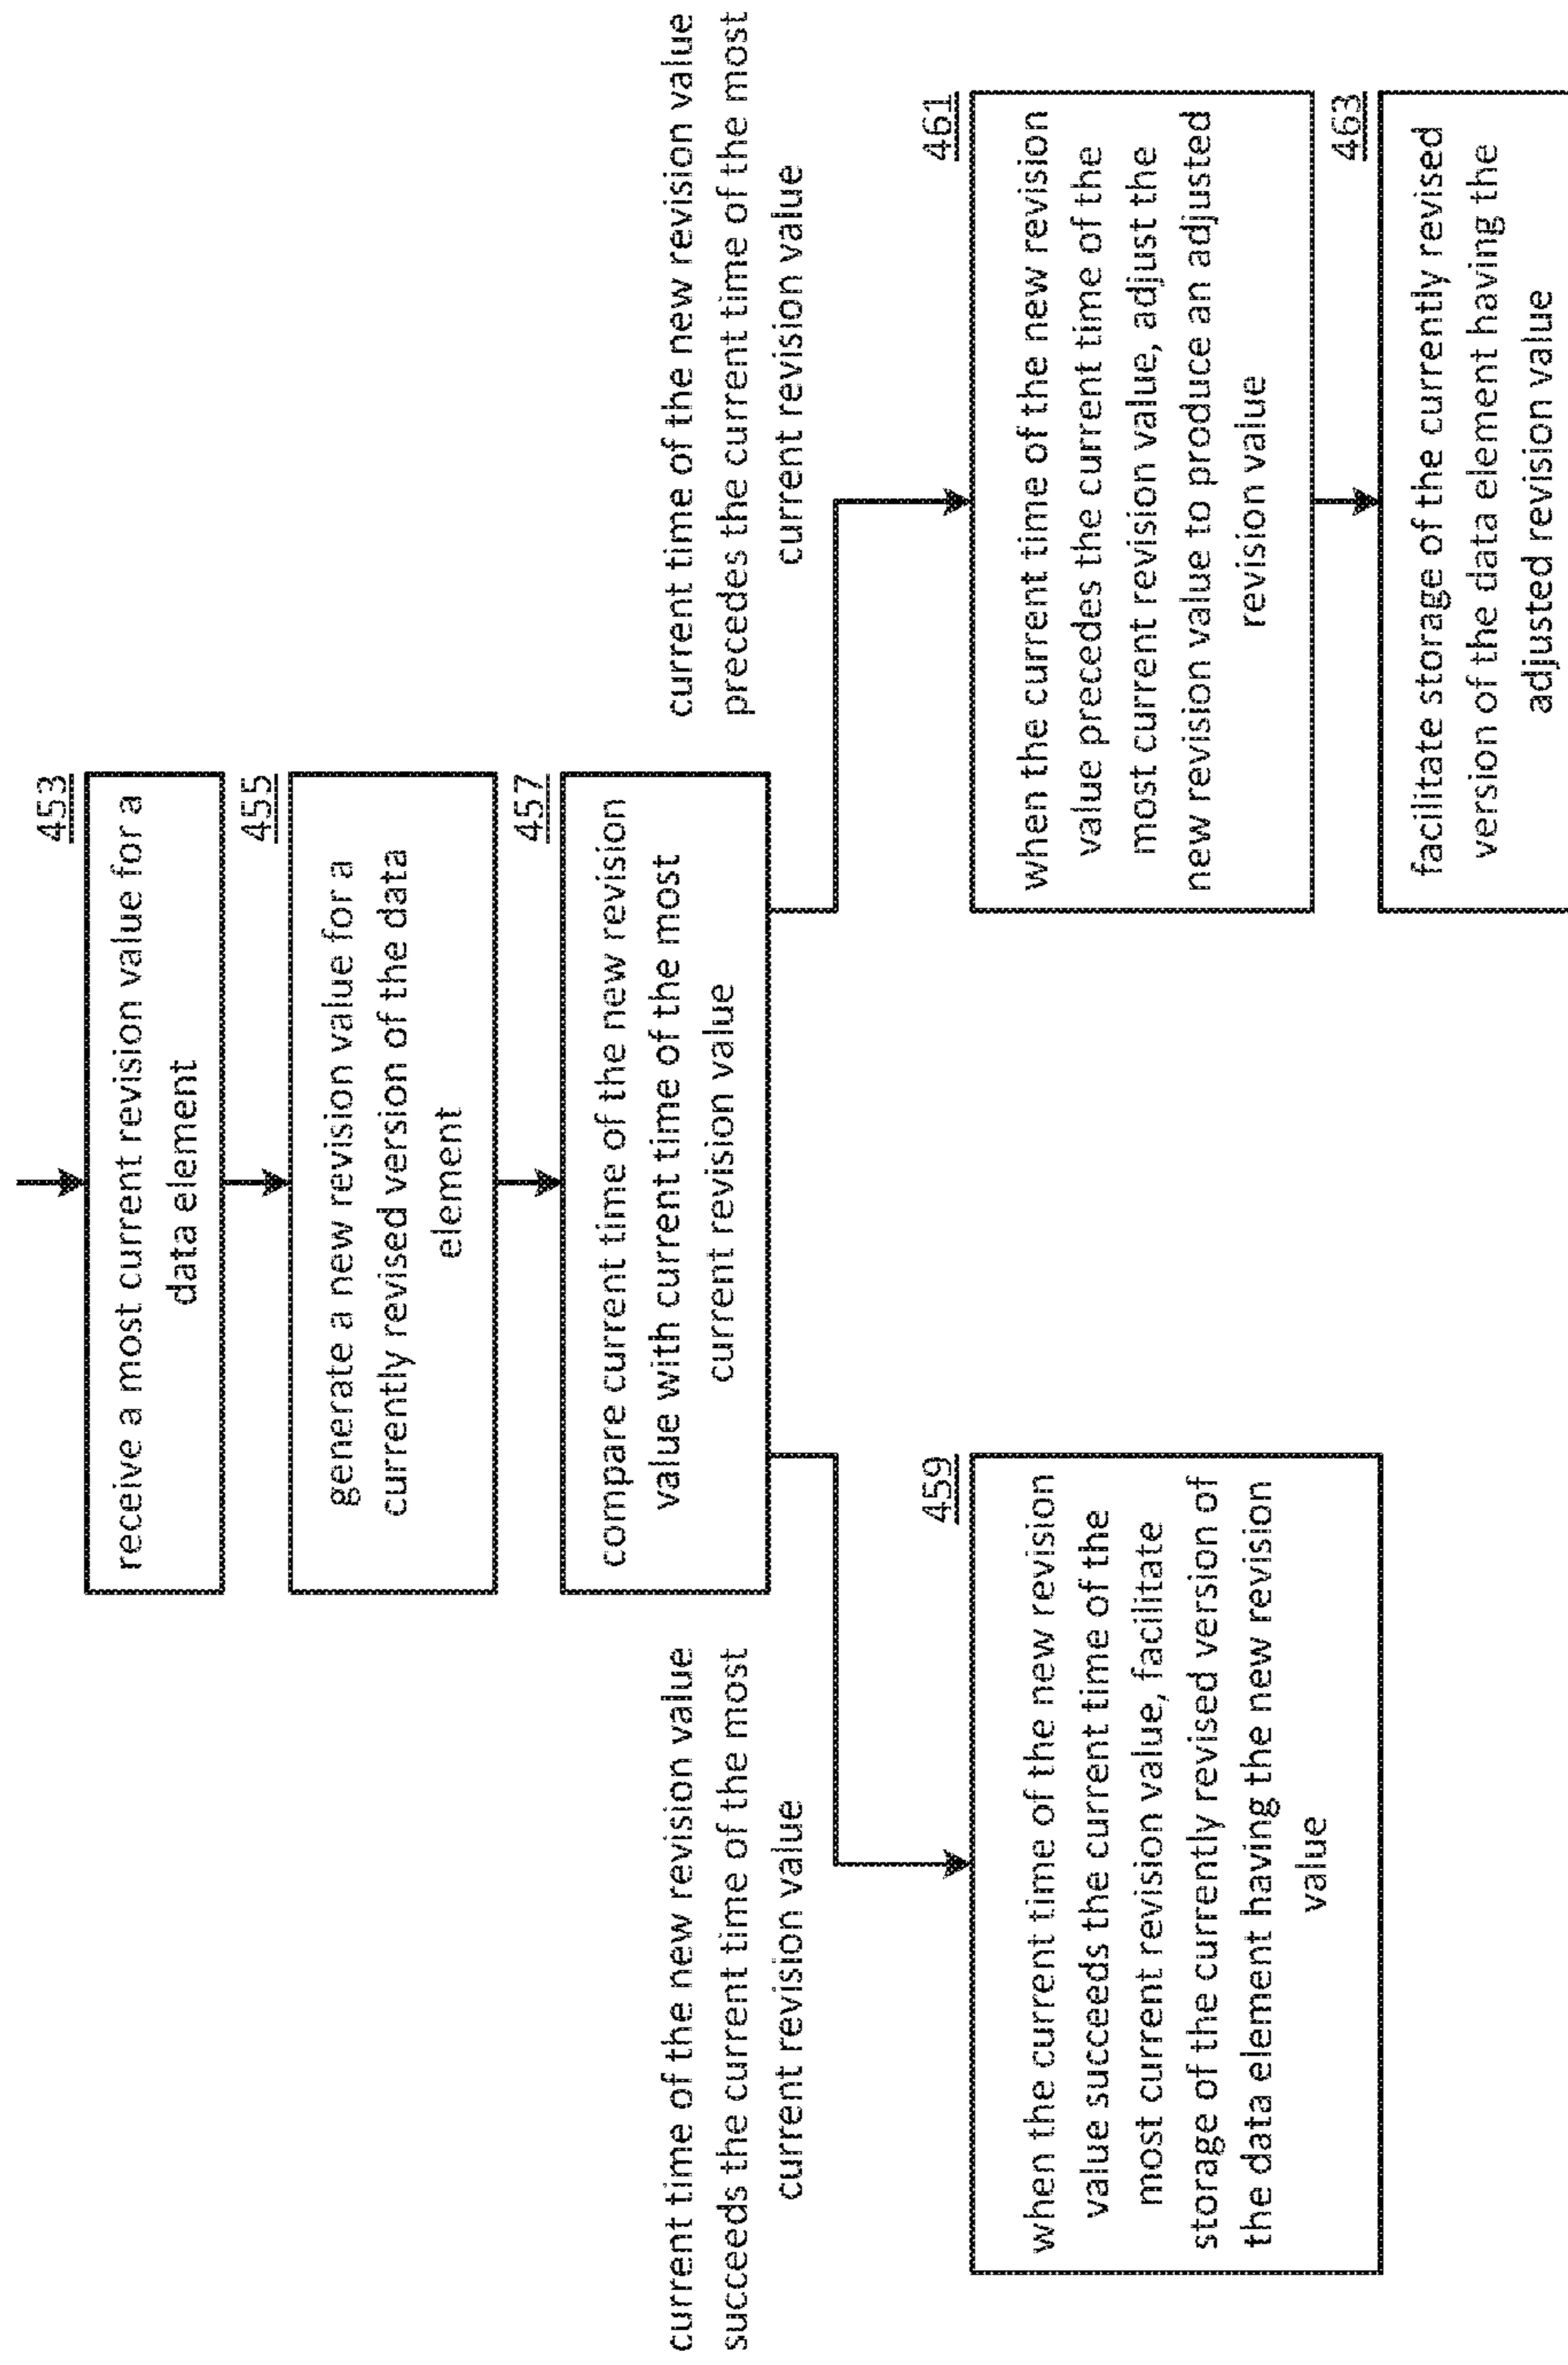 453
receive a most current revision value for a
data element
455
generate a new revision value for a
currently revised version of the data
element
457
compare current time of the new revision
value with current time of the most
current revision value
current time of the new revision value
succeeds the current time of the most
current revision value
current time of the new revision value
precedes the current time of the most
current revision value
459
when the current time of the new revision
value succeeds the current time of the
most current revision value, facilitate
storage of the currently revised version of
the data element having the new revision
value
461
when the current time of the new revision
value precedes the current time of the
most current revision value, adjust the
new revision value to produce an adjusted
revision value
463
facilitate storage of the currently revised
version of the data element having the
adjusted revision value